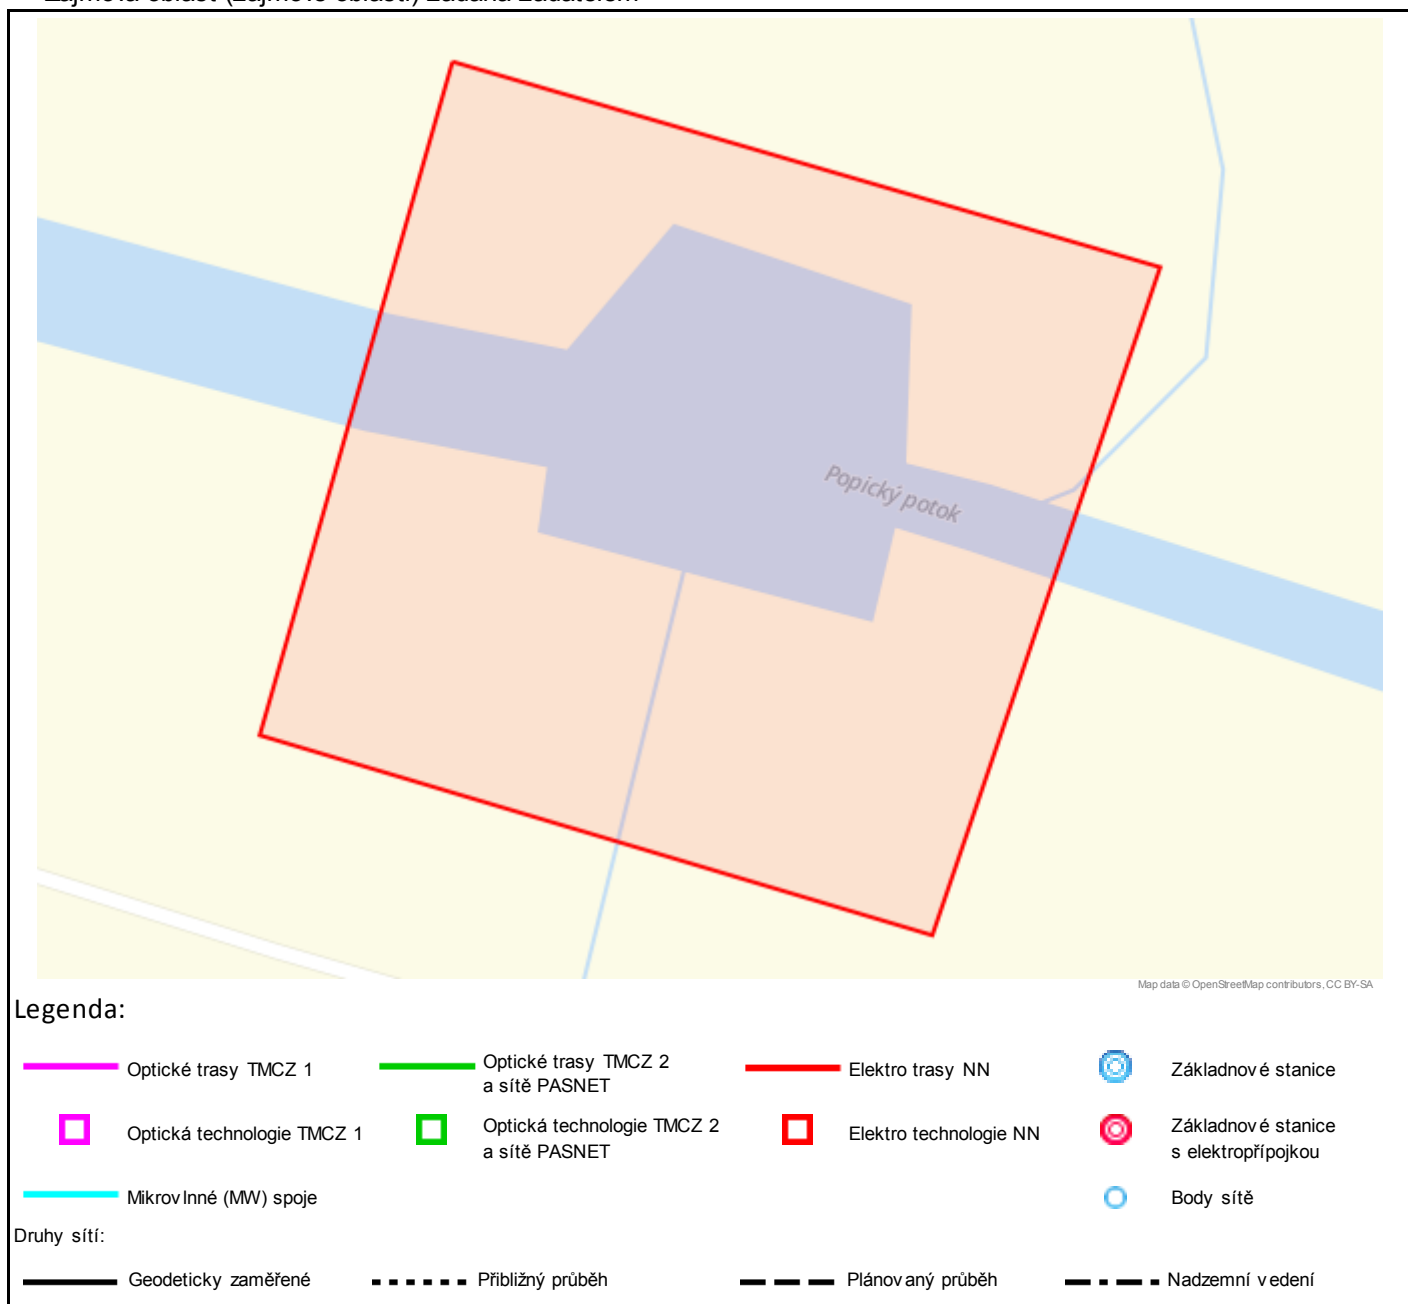 Popický potok
Map data © OpenStreetMap contributors, CC BY-SA
Legenda:
Optické trasy TMCZ 1
Optické trasy TMCZ 2
a sítě PASNET
Elektro trasy NN
Základnové stanice
Optická technologie TMCZ 1
Optická technologie TMCZ 2
a sítě PASNET
Elektro technologie NN
Základnové stanice
s elektropřípojkou
Mikrovlnné (MW) spoje
Body sítě
Druhy sítí:
Geodeticky zaměřené
Přibližný průběh
Plánovaný průběh
Nadzemní vedení